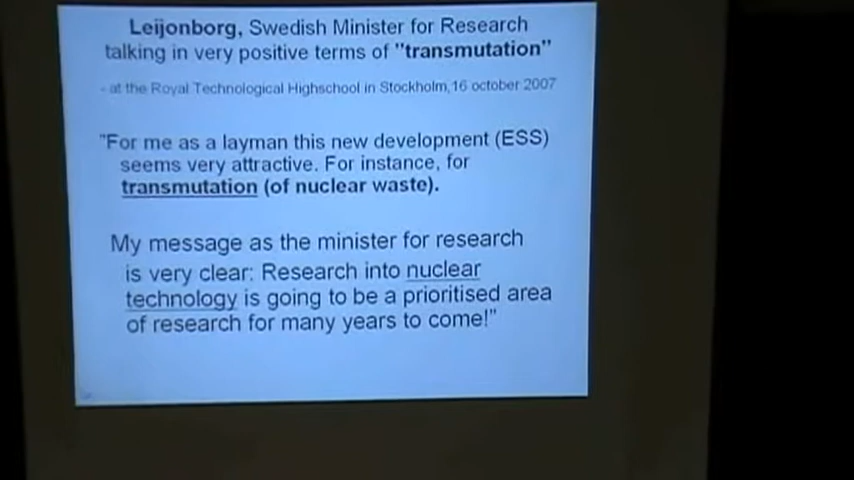 Leijonborg, Swedish Minister for Research
talking in very positive terms of "transmutation"
- at the Royal Technological Highschool in Stockholm, 16 october 2007
"For me as a layman this new development (ESS)
seems very attractive. For instance, for
transmutation (of nuclear waste).
My message as the minister for research
is very clear: Research into nuclear
technology is going to be a prioritised area
of research for many years to come!"